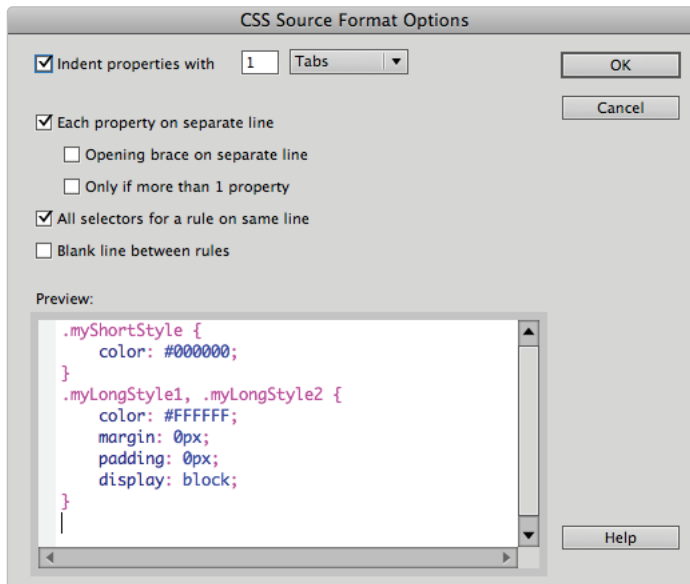 CSS Source Format Options
Indent properties with 1 Tabs
OK
Cancel
Each property on separate line
Opening brace on separate line
Only if more than 1 property
All selectors for a rule on same line
Blank line between rules
Preview:
.myShortStyle {
    color: #000000;
}
.myLongStyle1, .myLongStyle2 {
    color: #FFFFFF;
    margin: 0px;
    padding: 0px;
    display: block;
}
Help